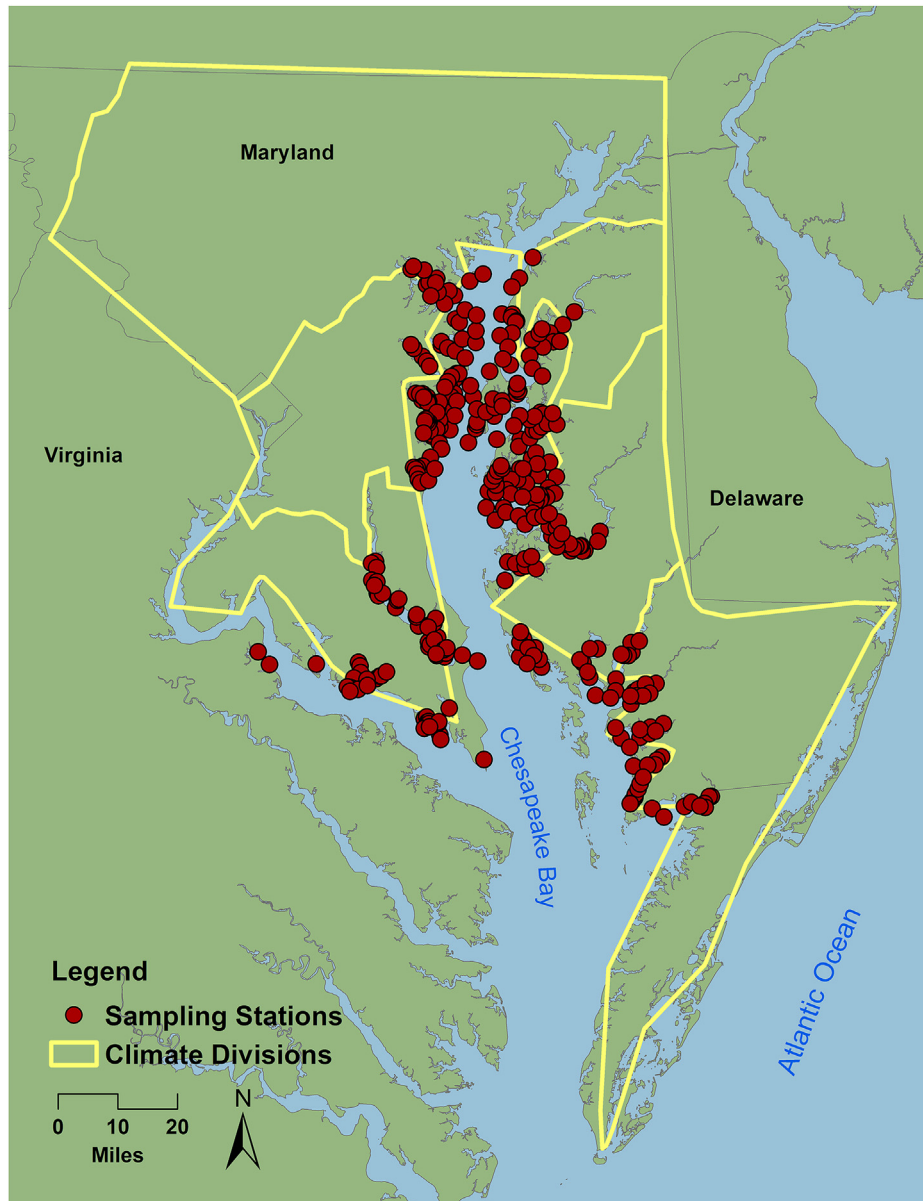 Maryland
Virginia
Delaware
Chesapeake Bay
Atlantic Ocean
Legend
Sampling Stations
Climate Divisions
N
0 10 20
Miles